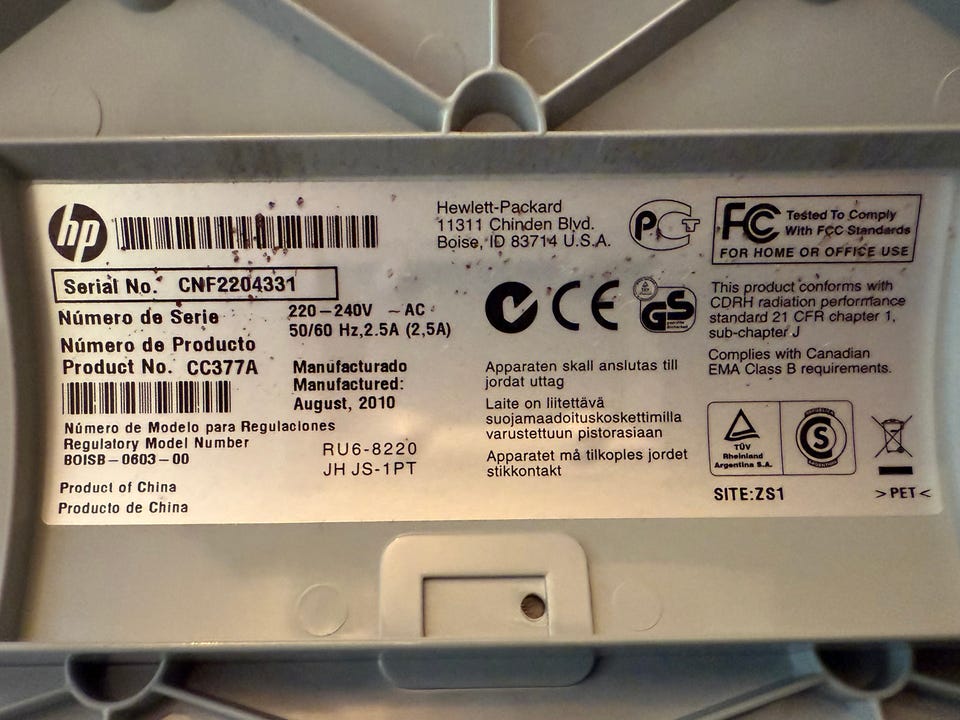 hp
Serial No. CNF2204331
Número de Serie
220-240V ~ AC
50/60 Hz,2.5A (2,5A)
Número de Producto
Product No. CC377A
Manufacturado
Manufactured:
August, 2010
Número de Modelo para Regulaciones
Regulatory Model Number
BOISB-0603-00
RU6-8220
JH JS-1PT
Product of China
Producto de China
Hewlett-Packard
11311 Chinden Blvd.
Boise, ID 83714 U.S.A.
Apparaten skall anslutas till
jordat uttag
Laite on liitettävä
suojamaadoituskoskettimilla
varustettuun pistorasiaan
Apparatet må tilkoples jordet
stikkontakt
PCT
FCC Tested To Comply
With FCC Standards
FOR HOME OR OFFICE USE
CE
GS
This product conforms with
CDRH radiation performance
standard 21 CFR chapter 1,
sub-chapter J
Complies with Canadian
EMA Class B requirements.
TÜV
Rheinland
Argentina S.A.
S
SITE:ZS1
>PET<